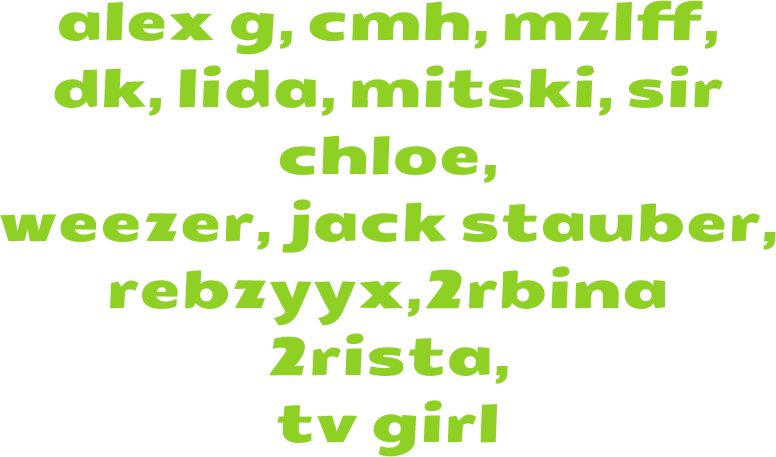 alex g, cmh, mzlff,
dk, lida, mitski, sir
chloe,
weezer, jack stauber,
rebzyyx,2rbina
2rista,
tv girl